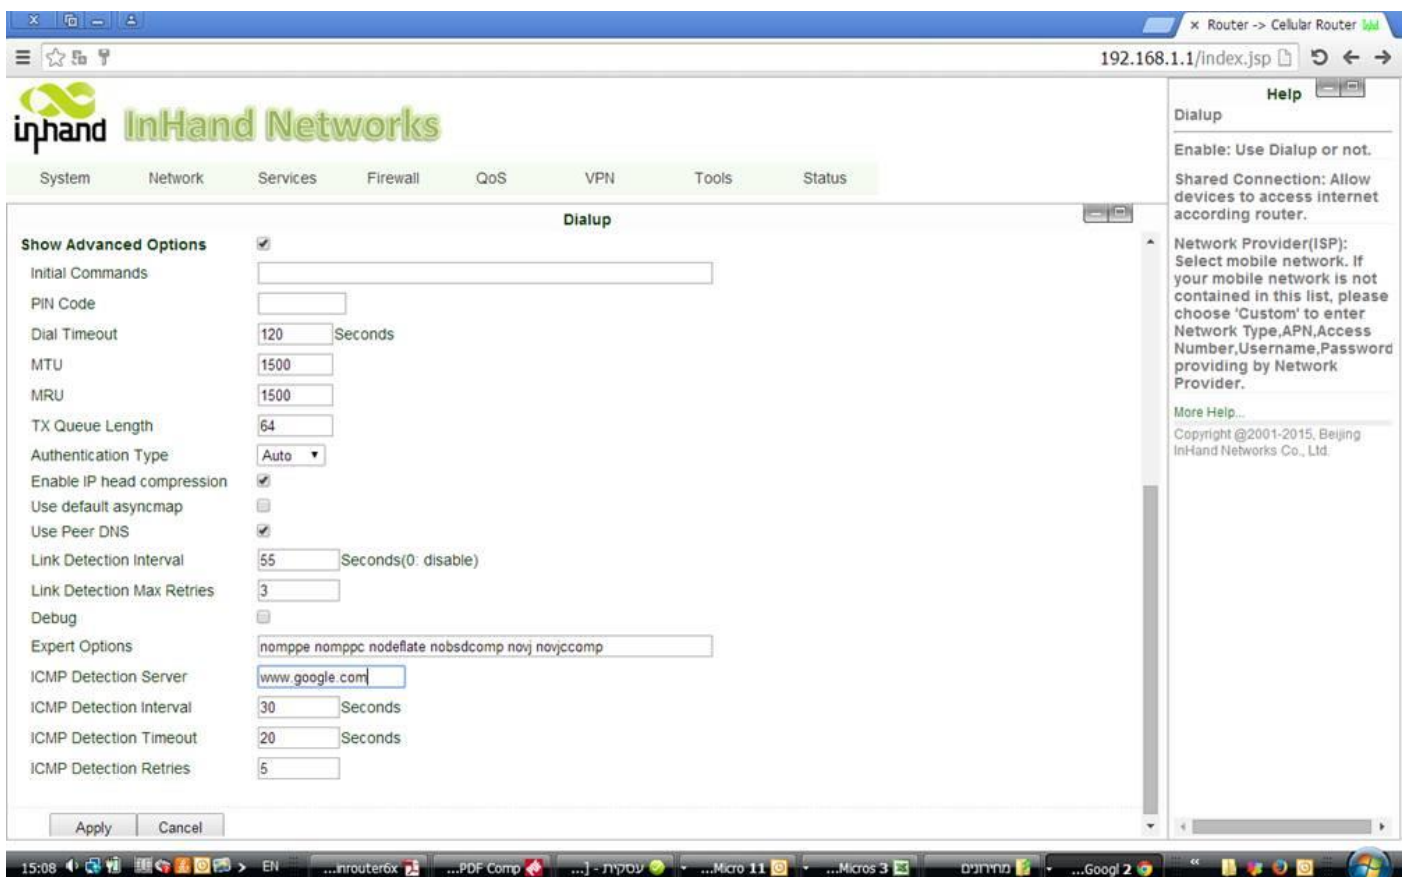 Router -> Cellular Router
192.168.1.1/index.jsp
inhand InHand Networks
System Network Services Firewall QoS VPN Tools Status
Dialup
Show Advanced Options
Initial Commands
PIN Code
Dial Timeout 120 Seconds
MTU 1500
MRU 1500
TX Queue Length 64
Authentication Type Auto
Enable IP head compression
Use default asyncmap
Use Peer DNS
Link Detection Interval 55 Seconds(0: disable)
Link Detection Max Retries 3
Debug
Expert Options nomppe nomppc nodeflate nobsdcomp novj novjccomp
ICMP Detection Server www.google.com
ICMP Detection Interval 30 Seconds
ICMP Detection Timeout 20 Seconds
ICMP Detection Retries 5
Apply Cancel
Help
Dialup
Enable: Use Dialup or not.
Shared Connection: Allow
devices to access internet
according router.
Network Provider(ISP):
Select mobile network. If
your mobile network is not
contained in this list, please
choose 'Custom' to enter
Network Type,APN,Access
Number,Username,Password
providing by Network
Provider.
More Help...
Copyright @2001-2015, Beijing
InHand Networks Co., Ltd.
15:08 EN ...inrouter6x ...PDF Comp ...] - עסקית ...Micro 11 ...Micros 3 מחירונים ...Googl 2